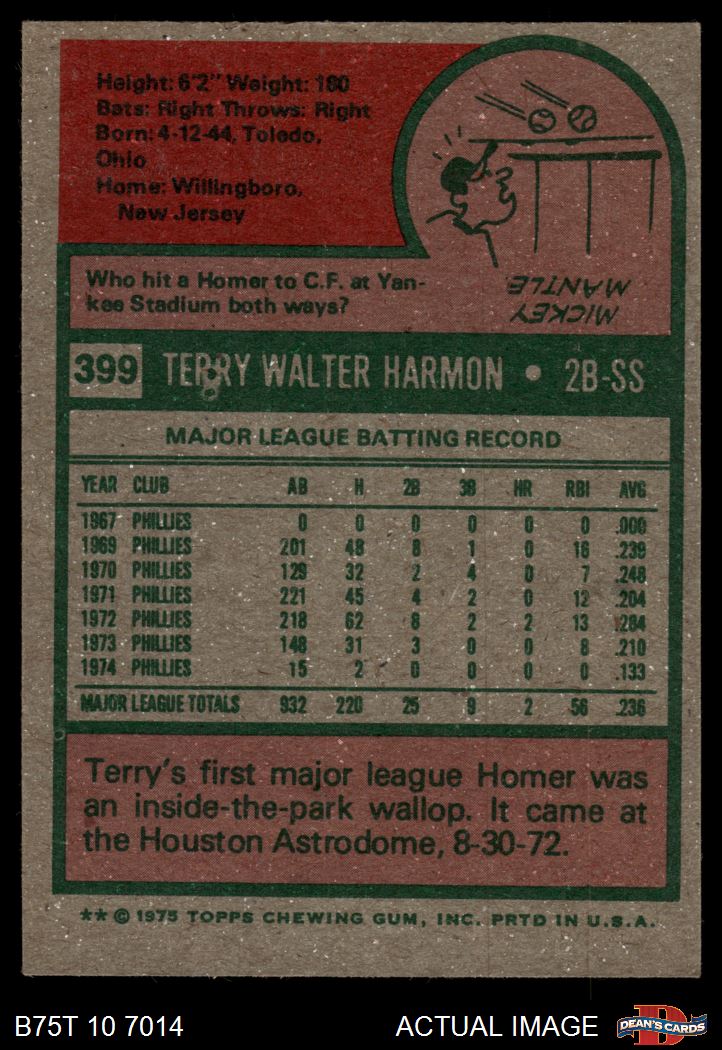 Height: 6'2" Weight: 160
Bats: Right Throws: Right
Born: 4-12-44, Toledo,
Ohio
Home: Willingboro,
New Jersey
Who hit a Homer to C.F. at Yan-
kee Stadium both ways?
MICKEY
MANTLE.
399 TERRY WALTER HARMON • 2B-SS
MAJOR LEAGUE BATTING RECORD
YEAR CLUB AB H 2B 3B HR RBI AVG
1967 PHILLIES 0 0 0 0 0 0 .000
1969 PHILLIES 201 48 8 1 0 16 .239
1970 PHILLIES 129 32 2 4 0 7 .248
1971 PHILLIES 221 45 4 2 0 12 .204
1972 PHILLIES 218 62 8 2 2 13 .284
1973 PHILLIES 148 31 3 0 0 8 .210
1974 PHILLIES 15 2 0 0 0 0 .133
MAJOR LEAGUE TOTALS 932 220 25 9 2 56 .236
Terry's first major league Homer was
an inside-the-park wallop. It came at
the Houston Astrodome, 8-30-72.
** © 1975 TOPPS CHEWING GUM, INC. PRTD IN U.S.A.
B75T 10 7014
ACTUAL IMAGE
D
DEAN'S CARDS